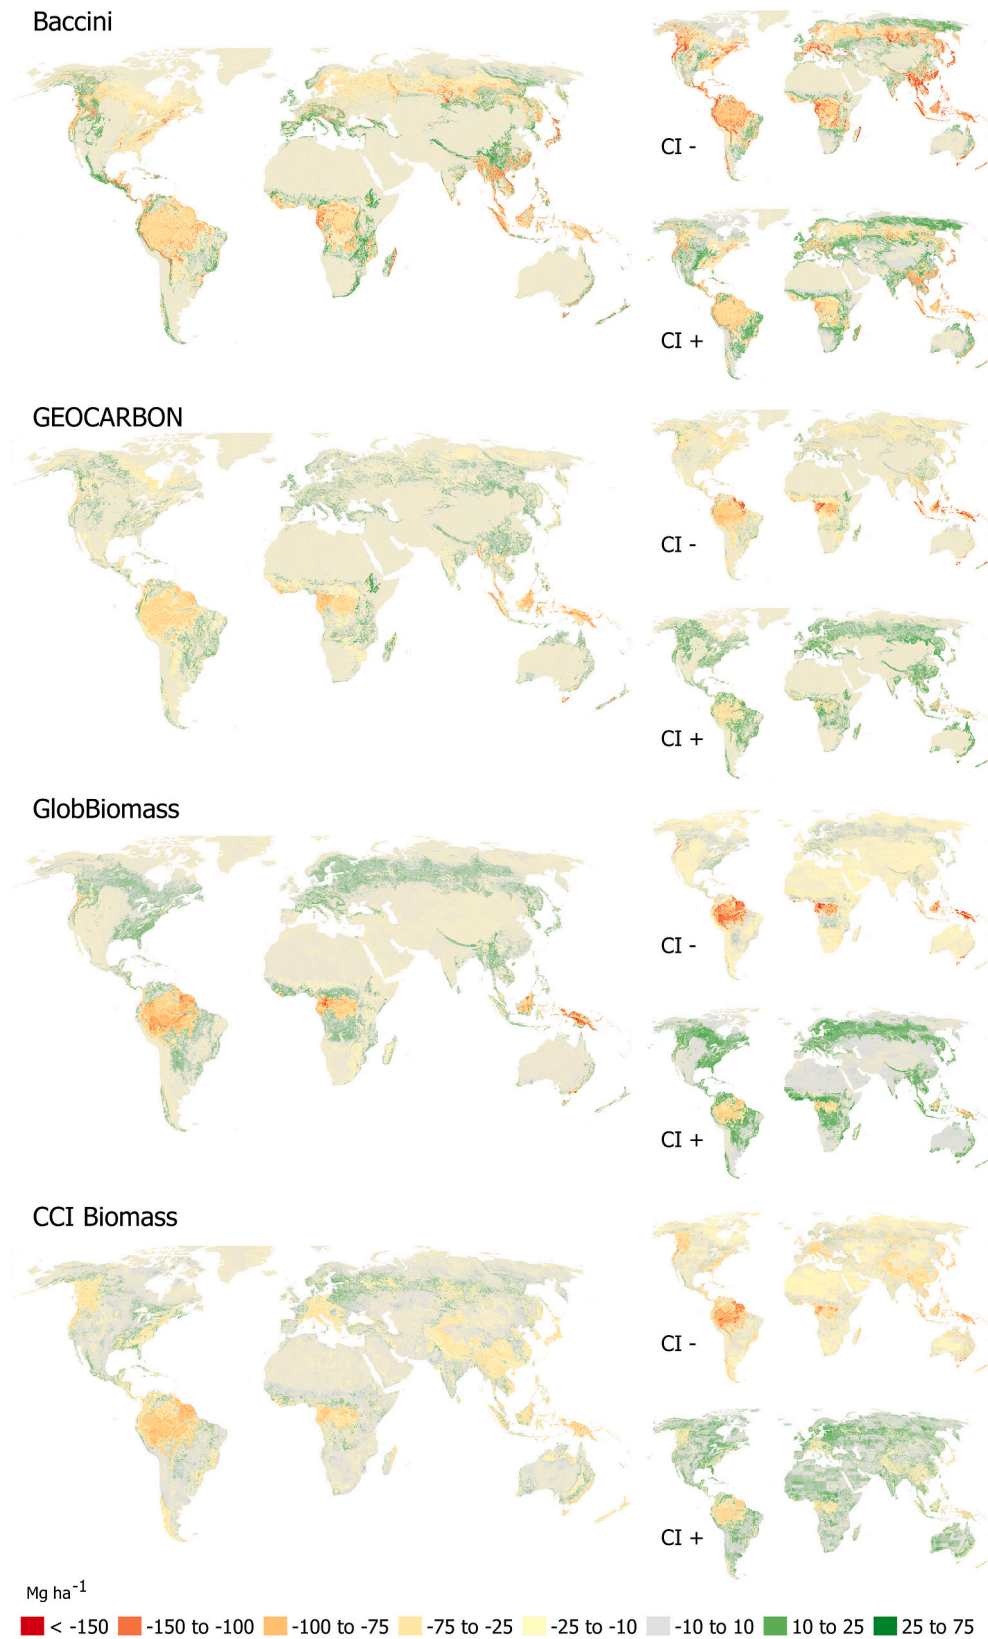 Baccini
CI -
CI +
GEOCARBON
CI -
CI +
GlobBiomass
CI -
CI +
CCI Biomass
CI -
CI +
Mg ha-1
< -150 -150 to -100 -100 to -75 -75 to -25 -25 to -10 -10 to 10 10 to 25 25 to 75